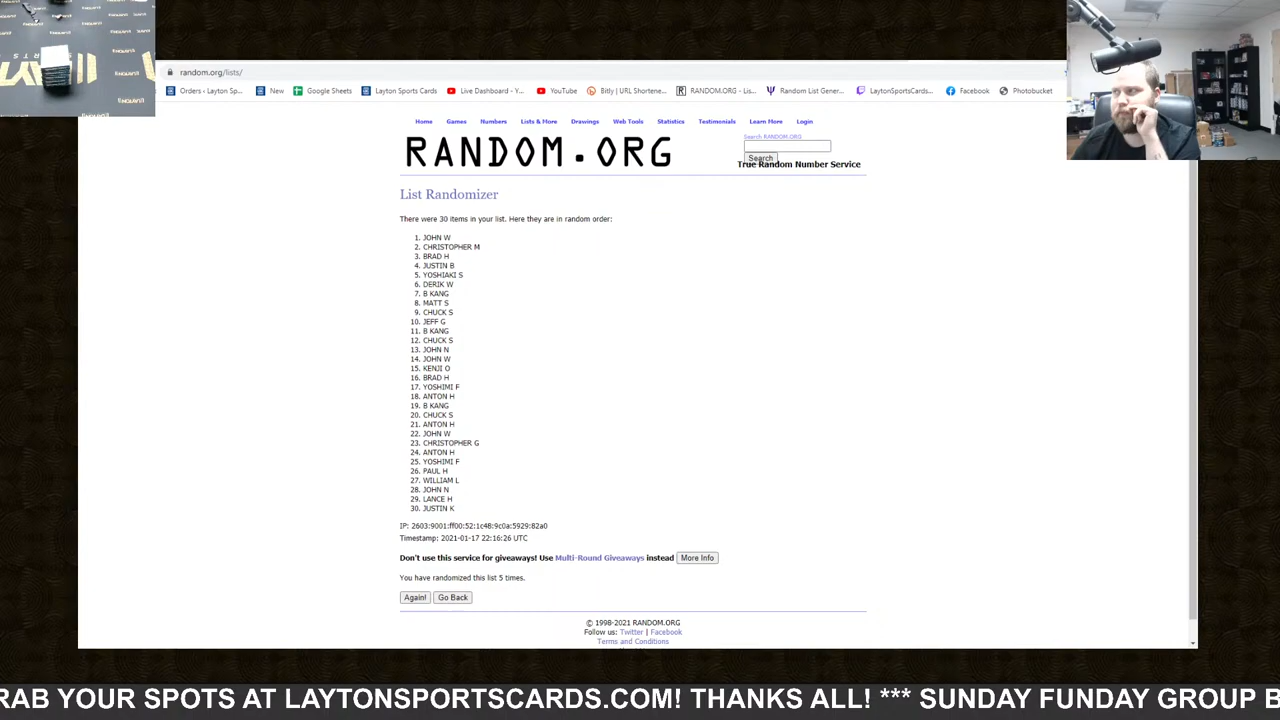 random.org/lists/
Orders ‹ Layton Sp... New Google Sheets Layton Sports Cards Live Dashboard - Y... YouTube Bitly | URL Shortene... RANDOM.ORG - Lis... Random List Gener... LaytonSportsCards... Facebook Photobucket
Home Games Numbers Lists & More Drawings Web Tools Statistics Testimonials Learn More Login
Search RANDOM.ORG
RANDOM.ORG
Search
True Random Number Service
List Randomizer
There were 30 items in your list. Here they are in random order:
1. JOHN W
2. CHRISTOPHER M
3. BRAD H
4. JUSTIN B
5. YOSHIAKI S
6. DERIK W
7. B KANG
8. MATT S
9. CHUCK S
10. JEFF G
11. B KANG
12. CHUCK S
13. JOHN N
14. JOHN W
15. KENJI O
16. BRAD H
17. YOSHIMI F
18. ANTON H
19. B KANG
20. CHUCK S
21. ANTON H
22. JOHN W
23. CHRISTOPHER G
24. ANTON H
25. YOSHIMI F
26. PAUL H
27. WILLIAM L
28. JOHN N
29. LANCE H
30. JUSTIN K
IP: 2603:9001:ff00:52:1c48:9c0a:5929:82a0
Timestamp: 2021-01-17 22:16:26 UTC
Don't use this service for giveaways! Use Multi-Round Giveaways instead More Info
You have randomized this list 5 times.
Again! Go Back
© 1998-2021 RANDOM.ORG
Follow us: Twitter | Facebook
Terms and Conditions
RAB YOUR SPOTS AT LAYTONSPORTSCARDS.COM! THANKS ALL! *** SUNDAY FUNDAY GROUP B